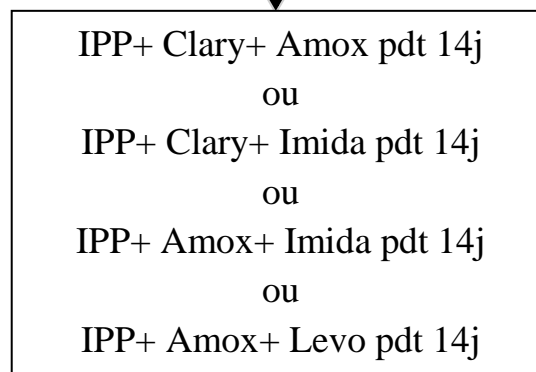 IPP+ Clary+ Amox pdt 14j
ou
IPP+ Clary+ Imida pdt 14j
ou
IPP+ Amox+ Imida pdt 14j
ou
IPP+ Amox+ Levo pdt 14j